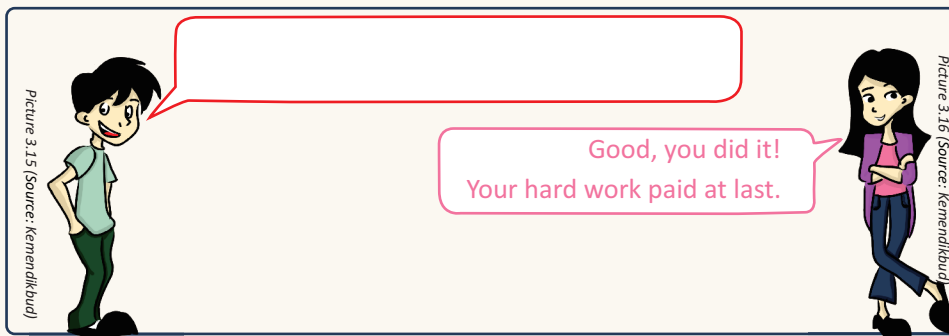 Picture 3.15 (Source: Kemendikbud)
Good, you did it!
Your hard work paid at last.
Picture 3.16 (Source: Kemendikbud)